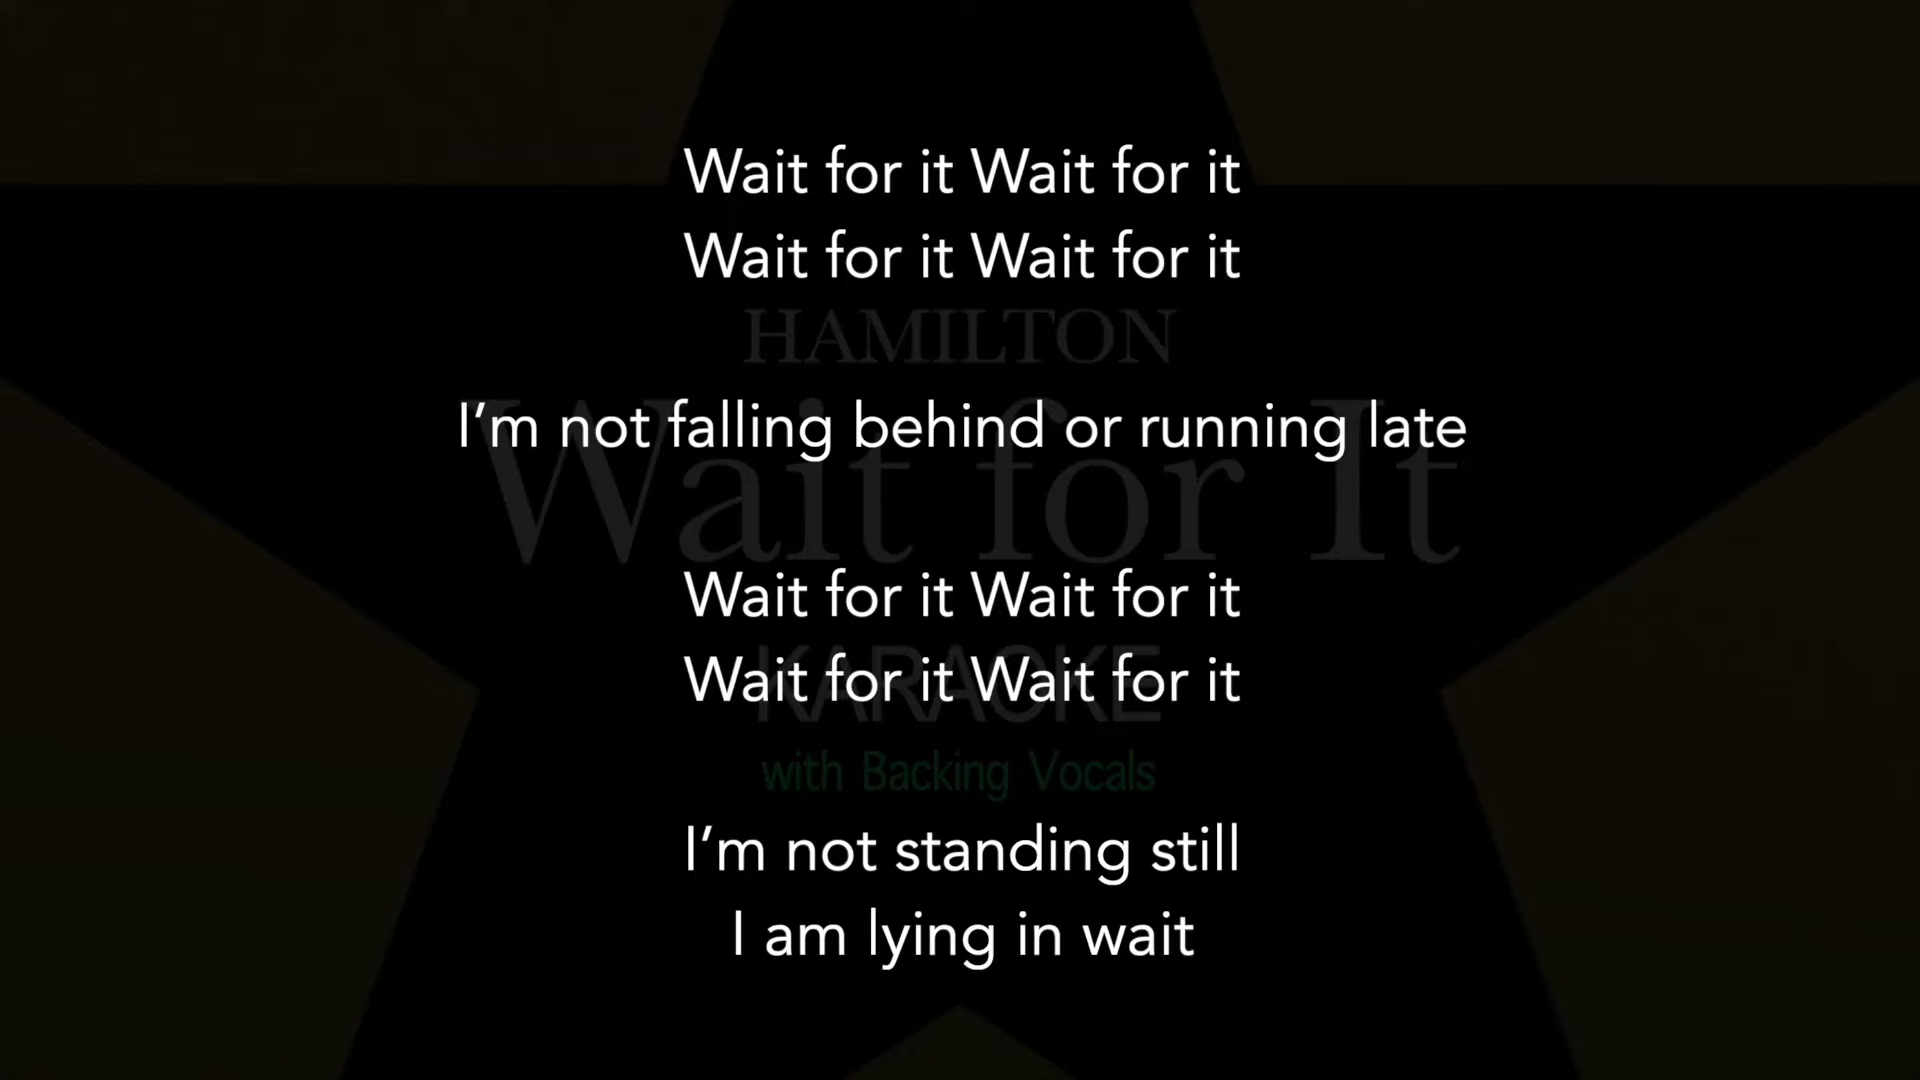 Wait for it Wait for it
Wait for it Wait for it
HAMILTON
I’m not falling behind or running late
Wait for It
Wait for it Wait for it
Wait for it Wait for it
KARAOKE
with Backing Vocals
I’m not standing still
I am lying in wait